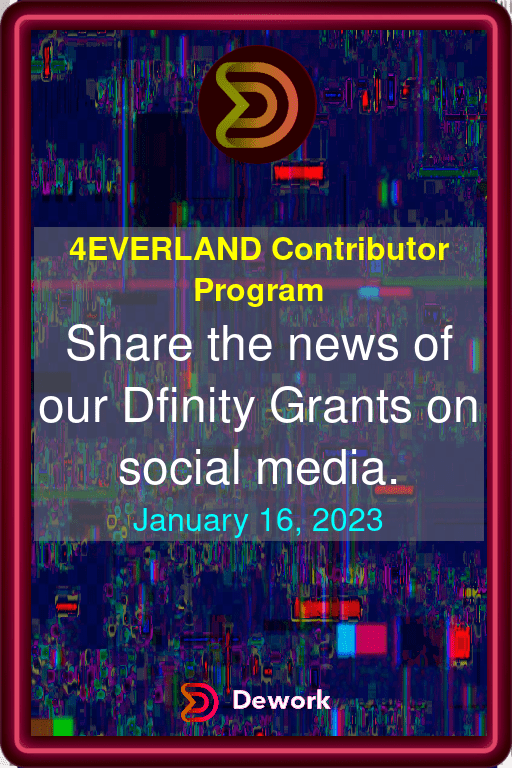 4EVERLAND Contributor
Program
Share the news of
our Dfinity Grants on
social media.
January 16, 2023
Dework